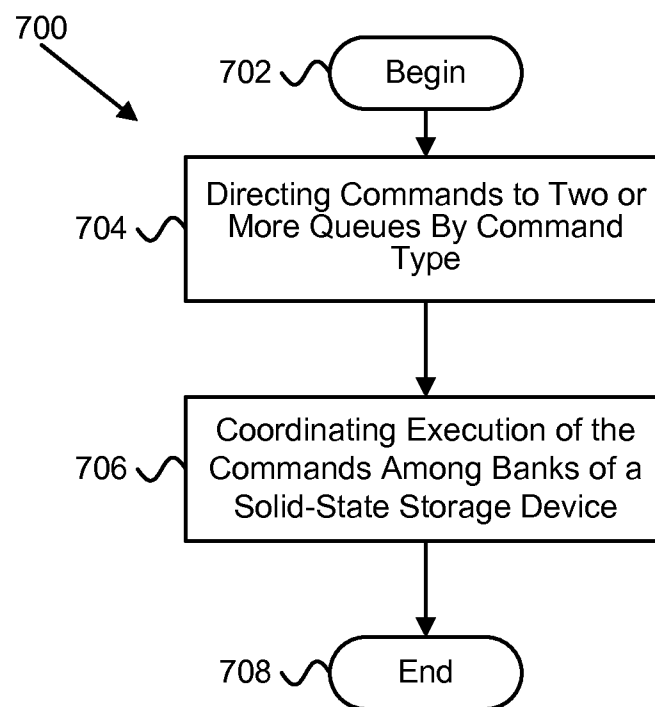 700
702
Begin
704
Directing Commands to Two or
More Queues By Command
Type
706
Coordinating Execution of the
Commands Among Banks of a
Solid-State Storage Device
708
End